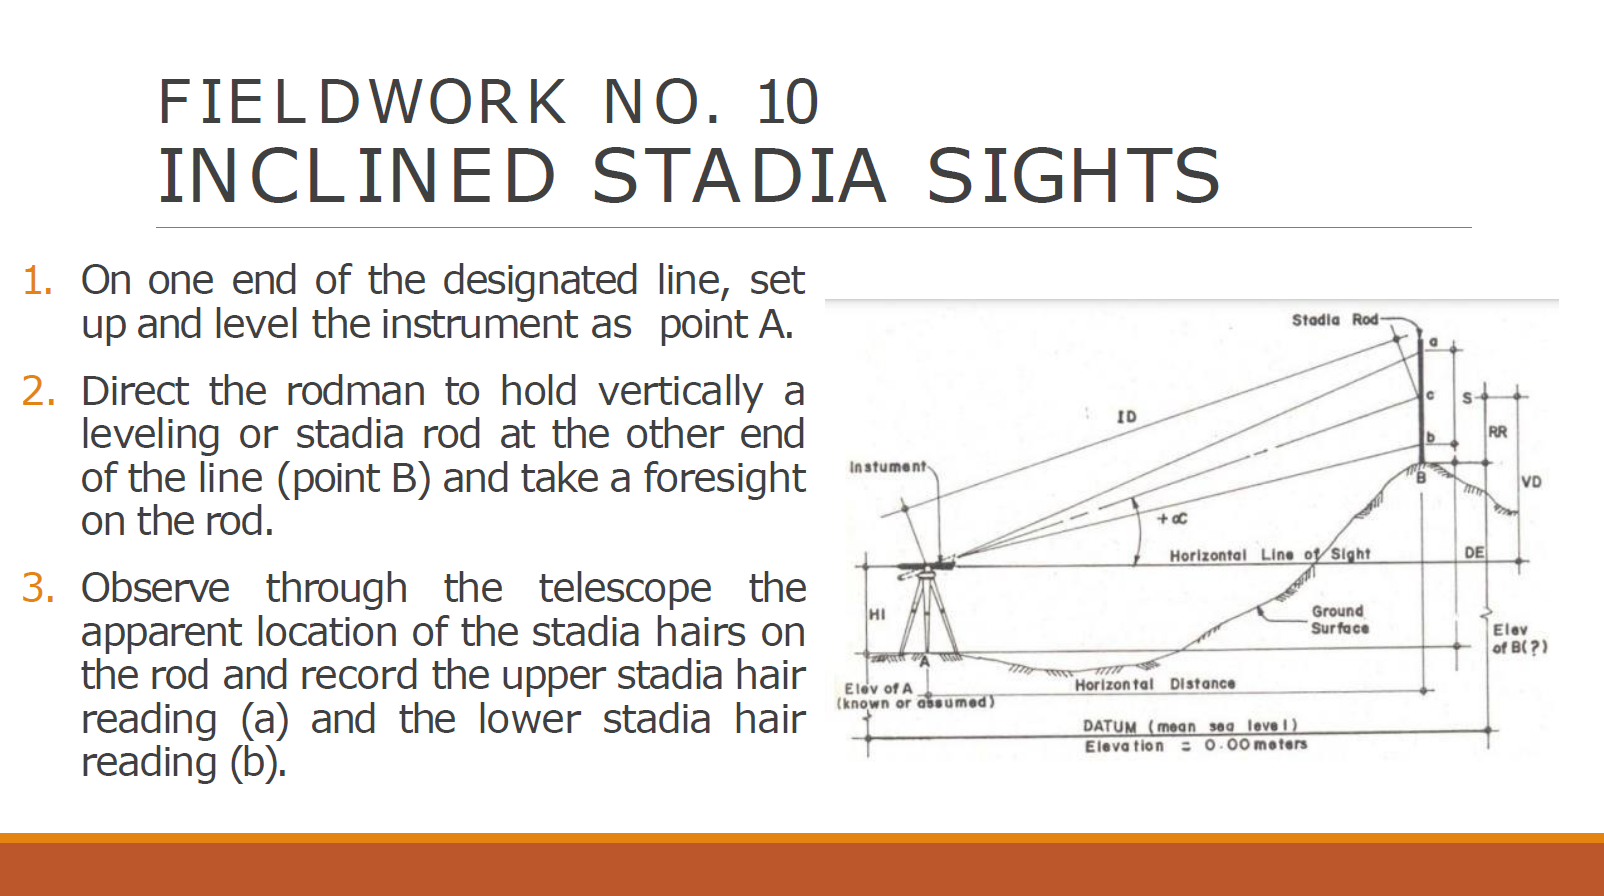 FIELDWORK NO. 10
INCLINED STADIA SIGHTS
1. On one end of the designated line, set
up and level the instrument as point A.
2. Direct the rodman to hold vertically a
leveling or stadia rod at the other end
of the line (point B) and take a foresight
on the rod.
3. Observe through the telescope the
apparent location of the stadia hairs on
the rod and record the upper stadia hair
reading (a) and the lower stadia hair
reading (b).
Stadia Rod
a
c
S
ID
b
RR
Instument
B
VD
+α
Horizontal Line of Sight
DE
HI
Ground
Surface
Elev
of B(?)
A
Elev of A
(known or assumed)
Horizontal Distance
DATUM (mean sea level)
Elevation = 0.00 meters